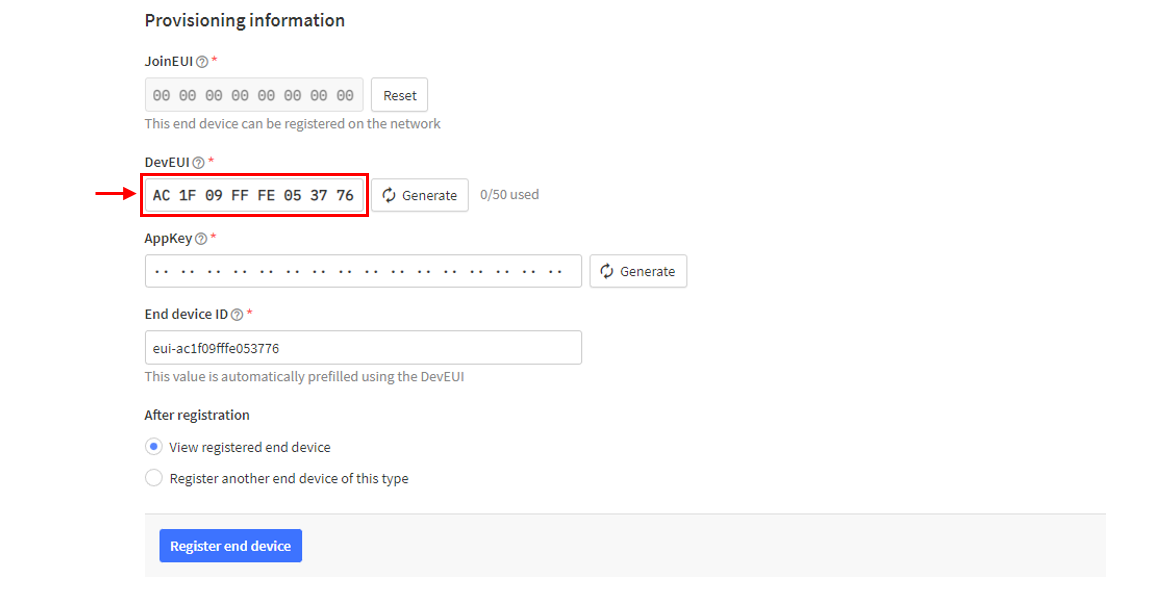 Provisioning information
JoinEUI *
00 00 00 00 00 00 00 00 Reset
This end device can be registered on the network
DevEUI *
AC 1F 09 FF FE 05 37 76 Generate 0/50 used
AppKey *
·· ·· ·· ·· ·· ·· ·· ·· ·· ·· ·· ·· ·· ·· ·· ·· Generate
End device ID *
eui-ac1f09fffe053776
This value is automatically prefilled using the DevEUI
After registration
View registered end device
Register another end device of this type
Register end device